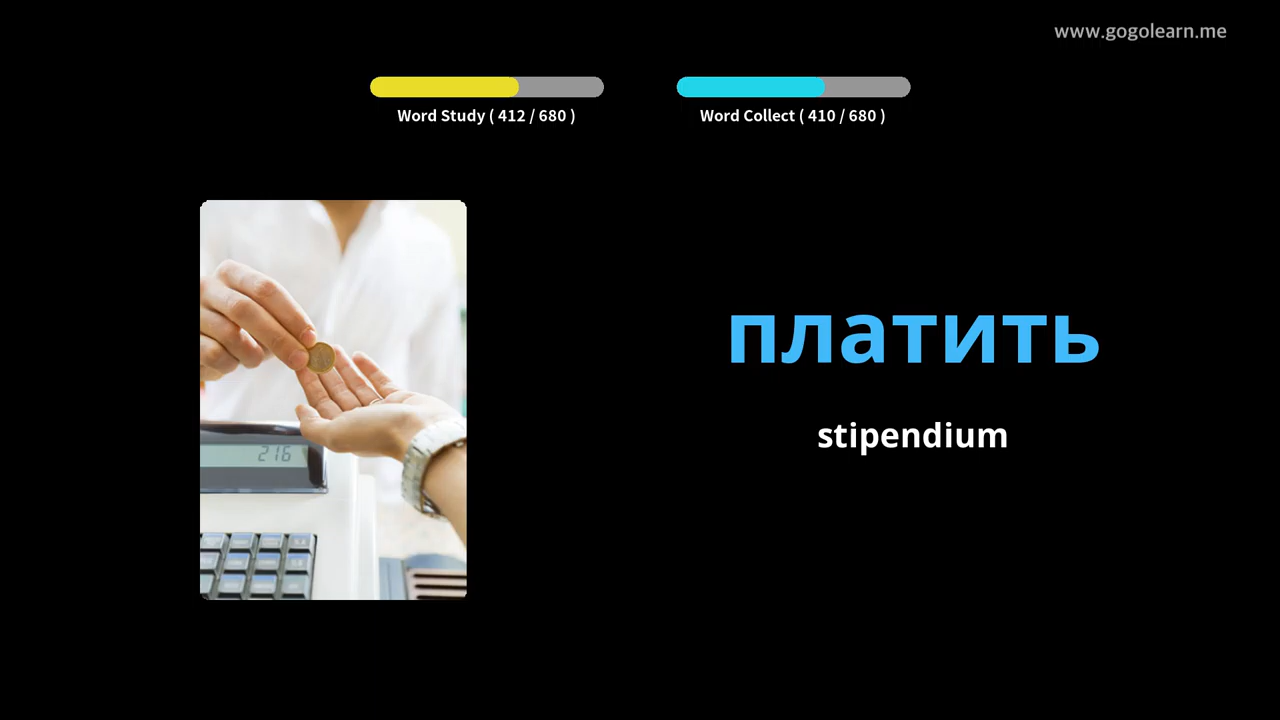 www.gogolearn.me
Word Study ( 412 / 680 )
Word Collect ( 410 / 680 )
платить
stipendium
216